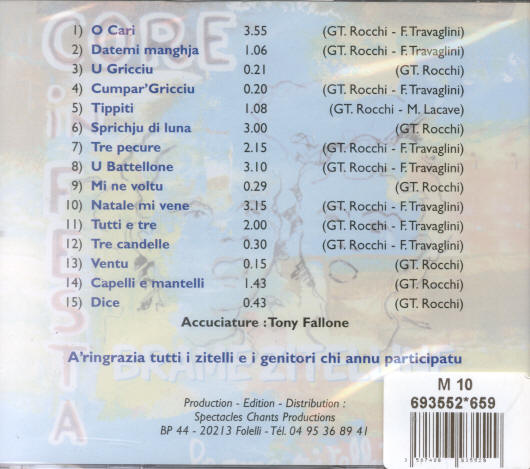 CORE
iN FESTA
1) O Cari 3.55 (GT. Rocchi - F. Travaglini)
2) Datemi manghja 1.06 (GT. Rocchi - F. Travaglini)
3) U Gricciu 0.21 (GT. Rocchi)
4) Cumpar'Gricciu 0.20 (GT. Rocchi - F. Travaglini)
5) Tippiti 1.08 (GT. Rocchi - M. Lacave)
6) Sprichju di luna 3.00 (GT. Rocchi)
7) Tre pecure 2.15 (GT. Rocchi - F. Travaglini)
8) U Battellone 3.10 (GT. Rocchi - F. Travaglini)
9) Mi ne voltu 0.29 (GT. Rocchi)
10) Natale mi vene 3.15 (GT. Rocchi - F. Travaglini)
11) Tutti e tre 2.00 (GT. Rocchi - F. Travaglini)
12) Tre candelle 0.30 (GT. Rocchi - F. Travaglini)
13) Ventu 0.15 (GT. Rocchi)
14) Capelli e mantelli 1.43 (GT. Rocchi)
15) Dice 0.43 (GT. Rocchi)
Accuciature : Tony Fallone
A'ringrazia tutti i zitelli e i genitori chi annu participatu
Production - Edition - Distribution :
Spectacles Chants Productions
BP 44 - 20213 Folelli - Tél. 04 95 36 89 41
M 10
693552*659